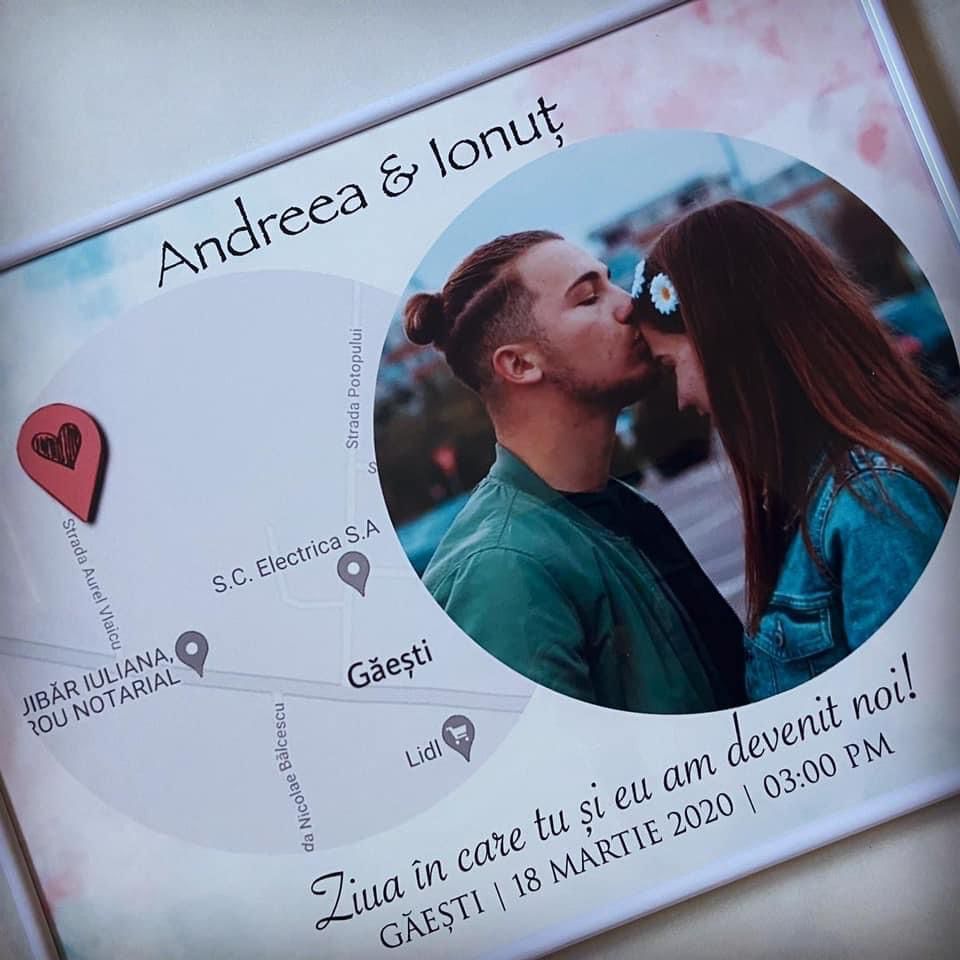 Andreea & Ionuț
Strada Potopului
S
S.C. Electrica S.A
Strada Aurel Vlaicu
JIBĂR IULIANA,
ROU NOTARIAL
Găești
Lidl
da Nicolae Bălcescu
Ziua în care tu și eu am devenit noi!
GĂEȘTI | 18 MARTIE 2020 | 03:00 PM